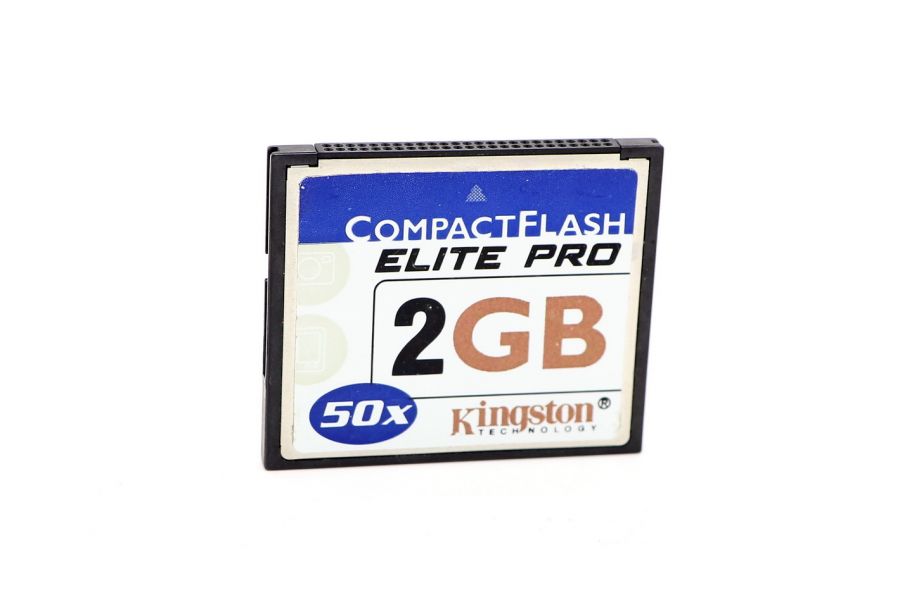 COMPACTFLASH
ELITE PRO
2GB
50x
Kingston®
TECHNOLOGY